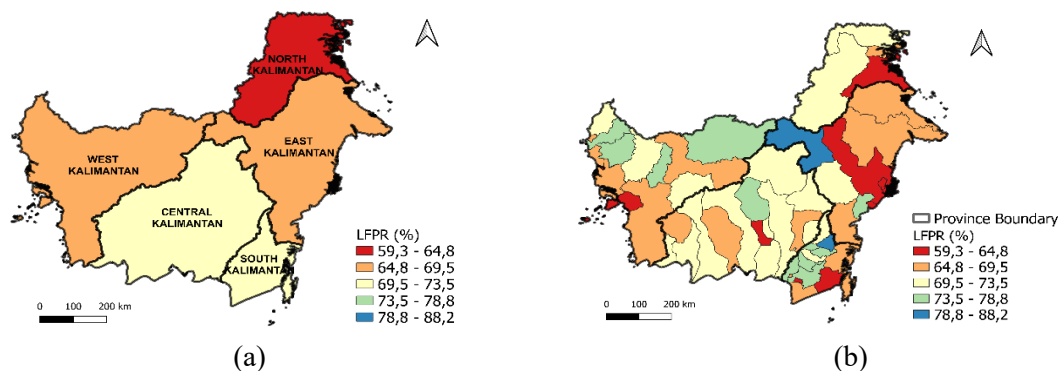 NORTH
KALIMANTAN
WEST
KALIMANTAN
EAST
KALIMANTAN
CENTRAL
KALIMANTAN
SOUTH
KALIMANTAN
LFPR (%)
59,3 - 64,8
64,8 - 69,5
69,5 - 73,5
73,5 - 78,8
78,8 - 88,2
0 100 200 km
(a)
Province Boundary
LFPR (%)
59,3 - 64,8
64,8 - 69,5
69,5 - 73,5
73,5 - 78,8
78,8 - 88,2
0 100 200 km
(b)